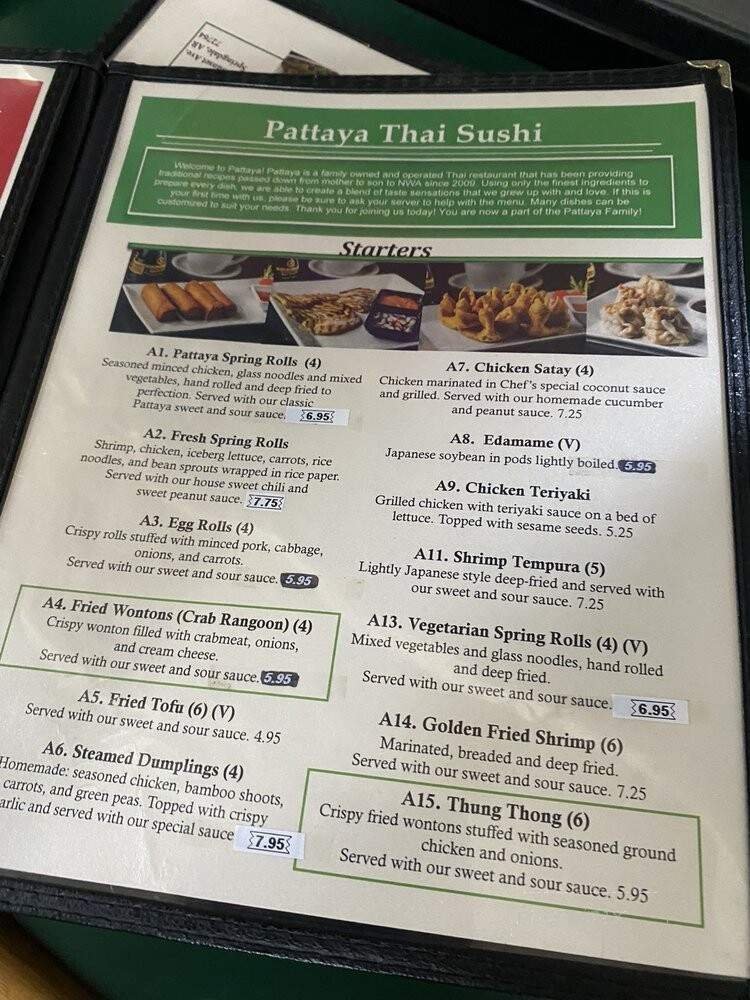 Springdale, AR
72764
Pattaya Thai Sushi
Welcome to Pattaya! Pattaya is a family owned and operated Thai restaurant that has been providing
traditional recipes passed down from mother to son to NWA since 2009. Using only the finest ingredients to
prepare every dish, we are able to create a blend of taste sensations that we grew up with and love. If this is
your first time with us, please be sure to ask your server to help with the menu. Many dishes can be
customized to suit your needs. Thank you for joining us today! You are now a part of the Pattaya Family!
Starters
A1. Pattaya Spring Rolls (4)
Seasoned minced chicken, glass noodles and mixed
vegetables, hand rolled and deep fried to
perfection. Served with our classic
Pattaya sweet and sour sauce. 6.95
A2. Fresh Spring Rolls
Shrimp, chicken, iceberg lettuce, carrots, rice
noodles, and bean sprouts wrapped in rice paper.
Served with our house sweet chili and
sweet peanut sauce. 7.75
A3. Egg Rolls (4)
Crispy rolls stuffed with minced pork, cabbage,
onions, and carrots.
Served with our sweet and sour sauce. 5.95
A4. Fried Wontons (Crab Rangoon) (4)
Crispy wonton filled with crabmeat, onions,
and cream cheese.
Served with our sweet and sour sauce. 5.95
A5. Fried Tofu (6) (V)
Served with our sweet and sour sauce. 4.95
A6. Steamed Dumplings (4)
Homemade: seasoned chicken, bamboo shoots,
carrots, and green peas. Topped with crispy
arlic and served with our special sauce 7.95
A7. Chicken Satay (4)
Chicken marinated in Chef's special coconut sauce
and grilled. Served with our homemade cucumber
and peanut sauce. 7.25
A8. Edamame (V)
Japanese soybean in pods lightly boiled. 5.95
A9. Chicken Teriyaki
Grilled chicken with teriyaki sauce on a bed of
lettuce. Topped with sesame seeds. 5.25
A11. Shrimp Tempura (5)
Lightly Japanese style deep-fried and served with
our sweet and sour sauce. 7.25
A13. Vegetarian Spring Rolls (4) (V)
Mixed vegetables and glass noodles, hand rolled
and deep fried.
Served with our sweet and sour sauce. 6.95
A14. Golden Fried Shrimp (6)
Marinated, breaded and deep fried.
Served with our sweet and sour sauce. 7.25
A15. Thung Thong (6)
Crispy fried wontons stuffed with seasoned ground
chicken and onions.
Served with our sweet and sour sauce. 5.95